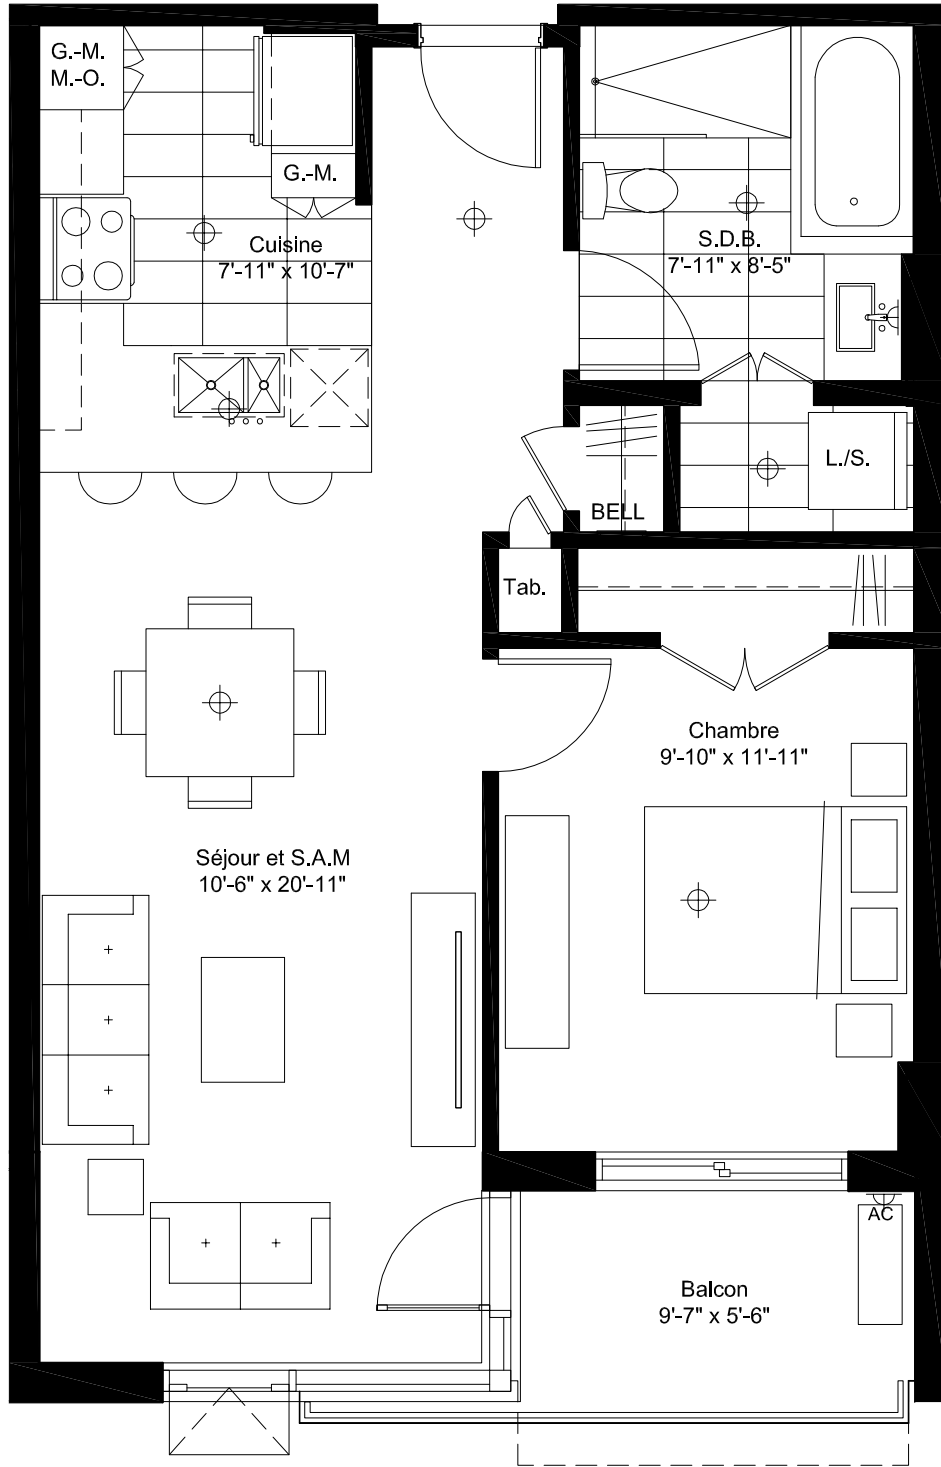 G.-M.
M.-O.
G.-M.
Cuisine
7'-11" x 10'-7"
S.D.B.
7'-11" x 8'-5"
L./S.
BELL
Tab.
Chambre
9'-10" x 11'-11"
Séjour et S.A.M
10'-6" x 20'-11"
AC
Balcon
9'-7" x 5'-6"